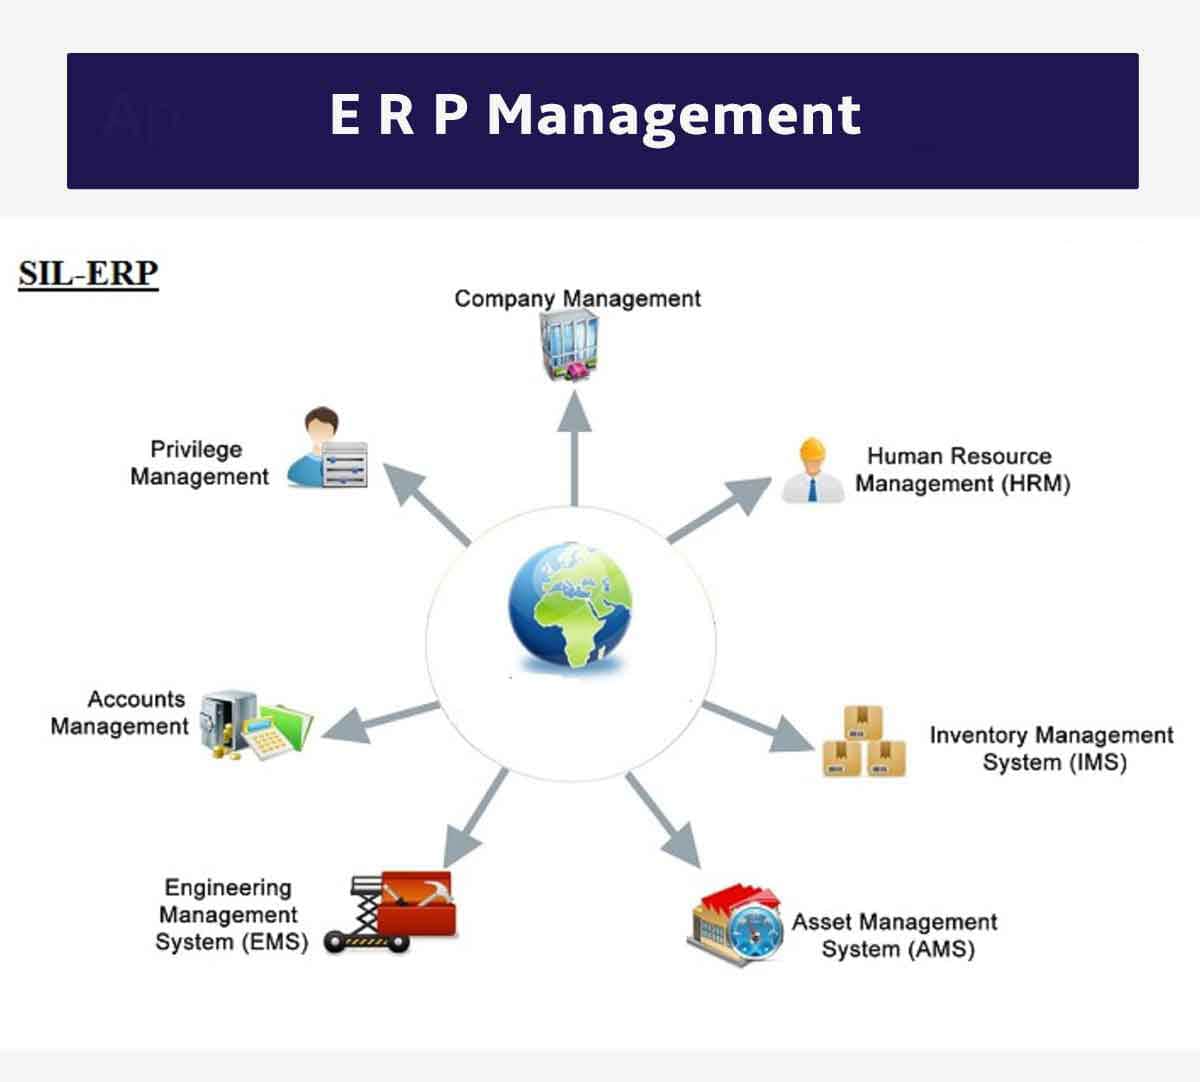 E R P Management
SIL-ERP
Company Management
Privilege
Management
Human Resource
Management (HRM)
Accounts
Management
Inventory Management
System (IMS)
Engineering
Management
System (EMS)
Asset Management
System (AMS)